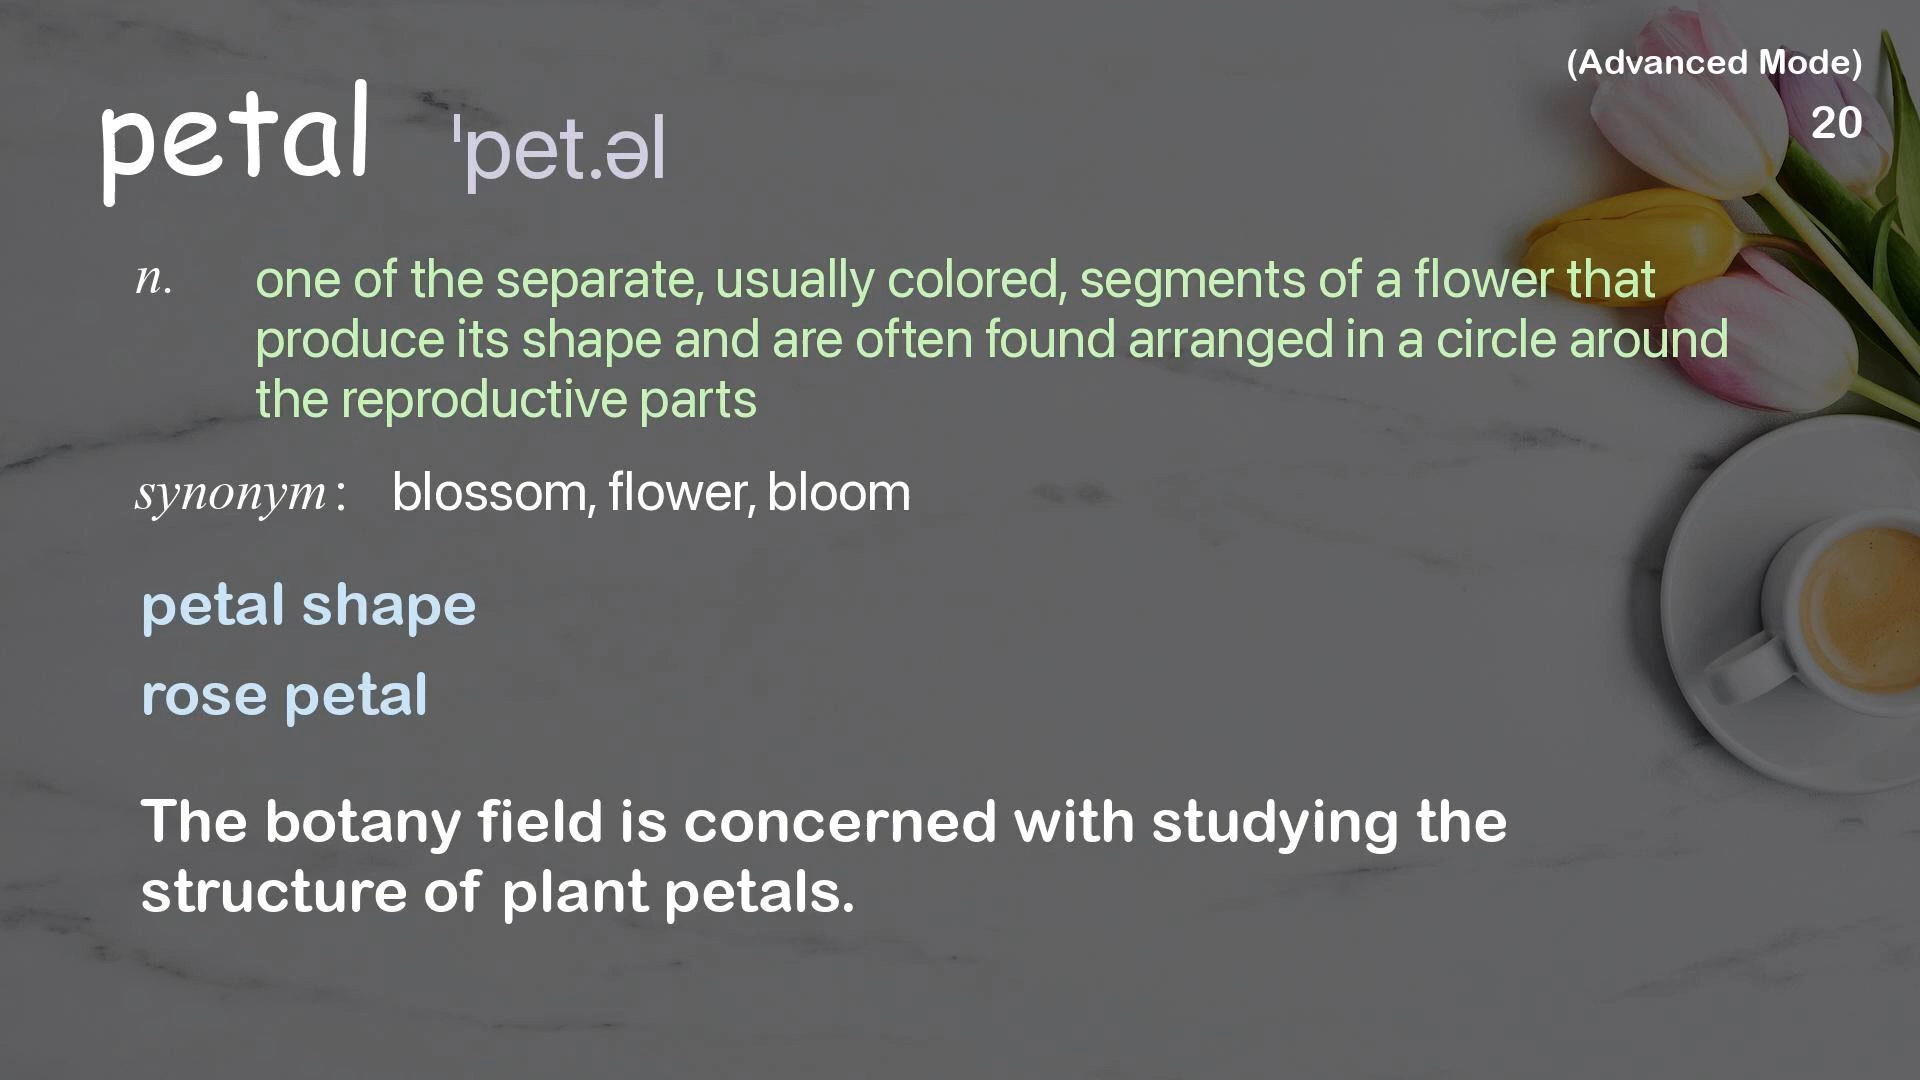 (Advanced Mode)
20
petal ˈpet.əl
n. one of the separate, usually colored, segments of a flower that
produce its shape and are often found arranged in a circle around
the reproductive parts
synonym: blossom, flower, bloom
petal shape
rose petal
The botany field is concerned with studying the
structure of plant petals.